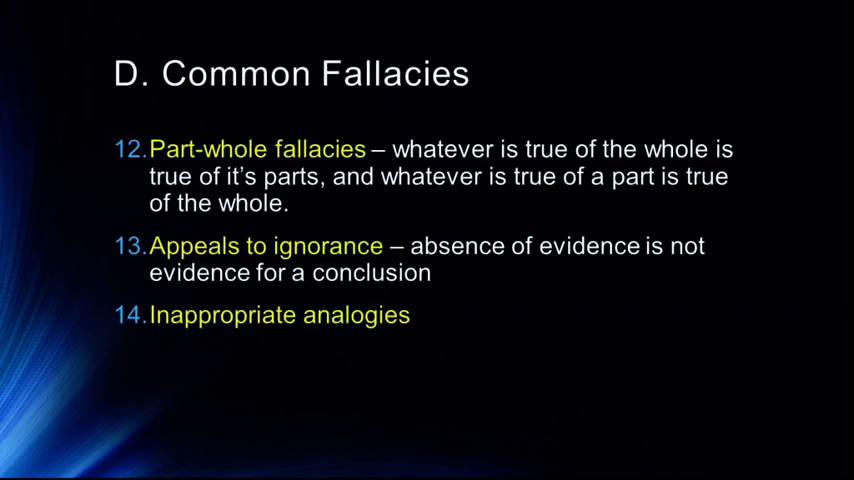 D. Common Fallacies
12. Part-whole fallacies – whatever is true of the whole is
true of it's parts, and whatever is true of a part is true
of the whole.
13. Appeals to ignorance – absence of evidence is not
evidence for a conclusion
14. Inappropriate analogies